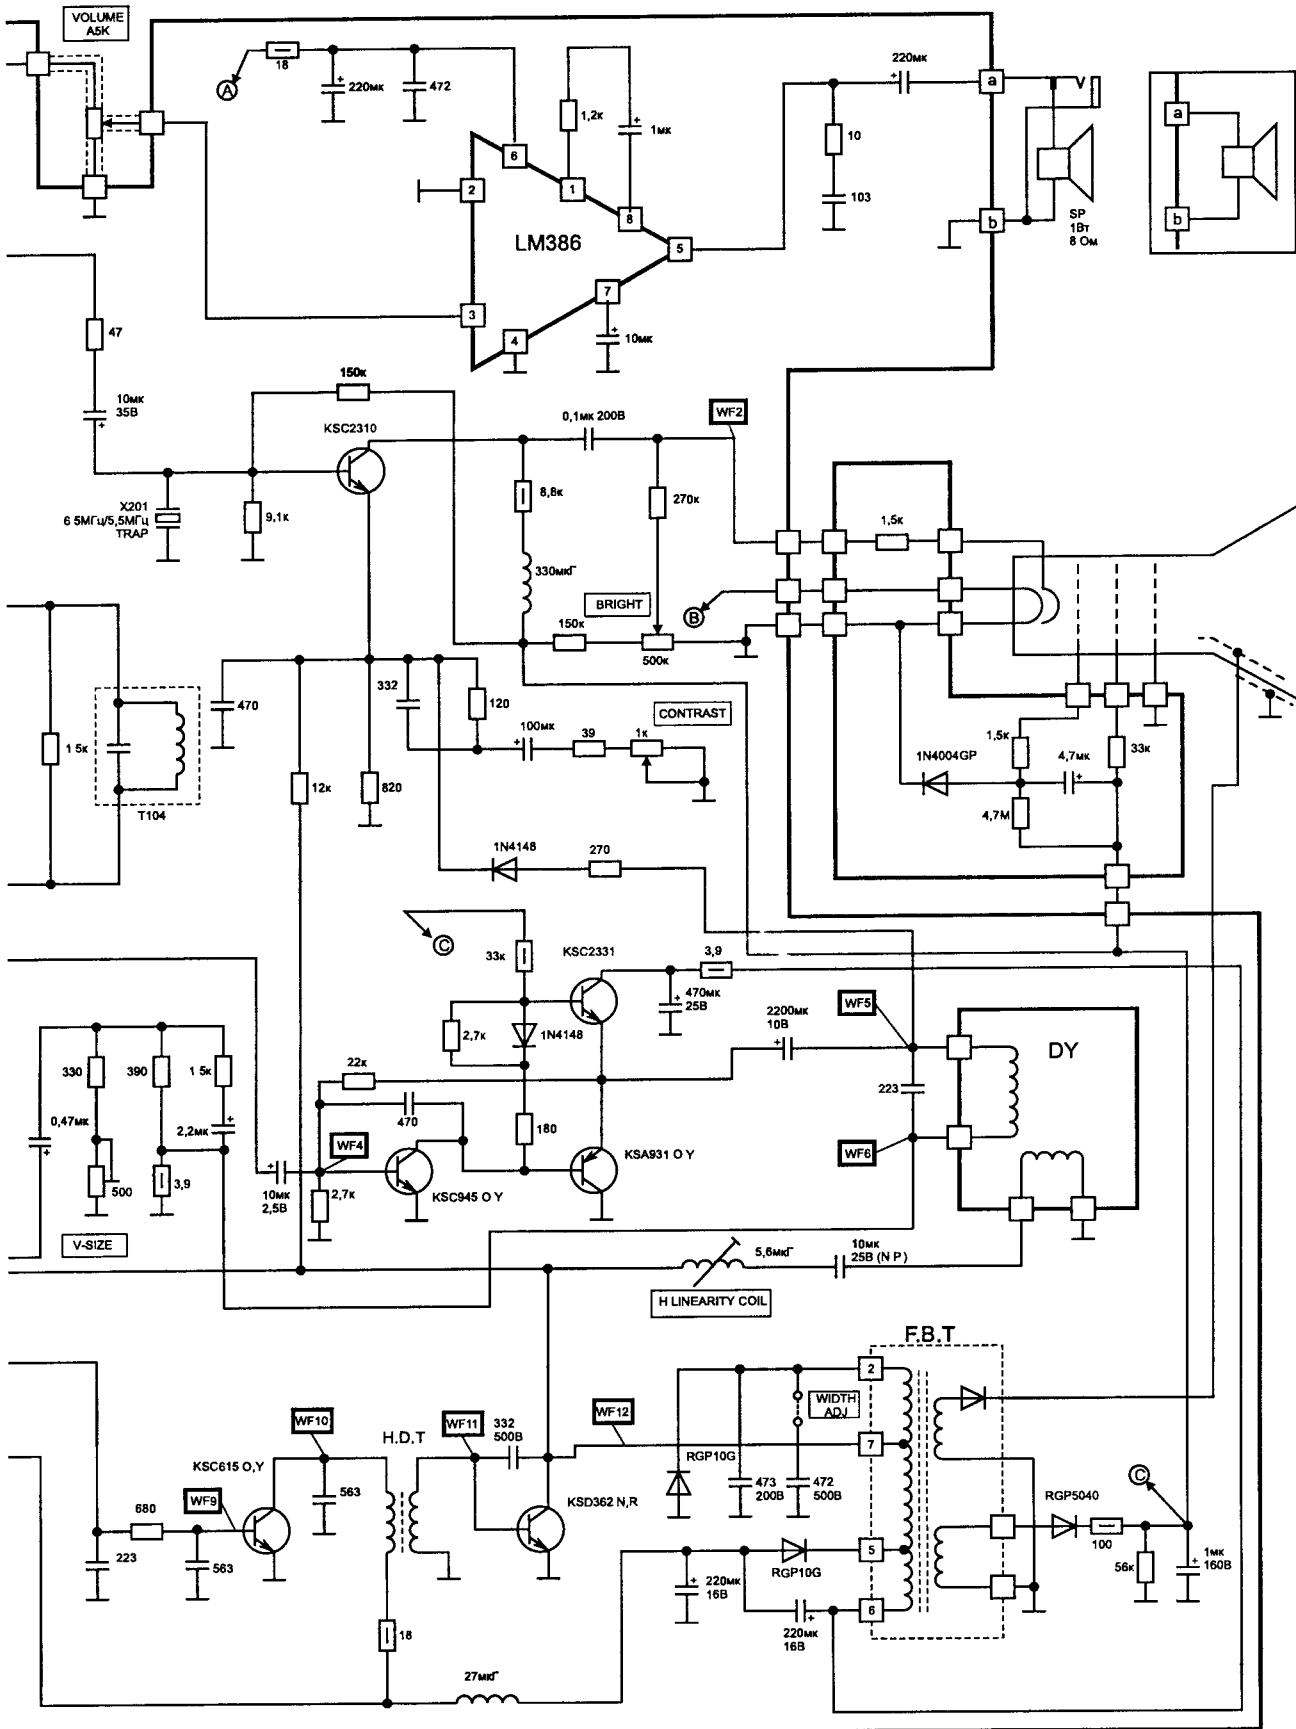 VOLUME
A5K
A
18
220мк
472
1,2к
1мк
220мк
10
103
a
b
SP
1Вт
8 Ом
a
b
6
2
1
8
LM386
5
7
3
4
10мк
47
10мк
35В
150к
KSC2310
0,1мк 200В
WF2
X201
6 5МГц/5,5МГц
TRAP
9,1к
8,8к
270к
330мкГ
BRIGHT
150к
500к
B
1,5к
470
332
120
CONTRAST
100мк
39
1к
1 5к
T104
12к
820
1,5к
33к
1N4004GP
4,7мк
4,7М
1N4148
270
C
33к
KSC2331
3,9
470мк
25В
2200мк
10В
WF5
2,7к
1N4148
22к
DY
223
330
390
1 5к
0,47мк
2,2мк
470
180
WF4
WF6
KSA931 O Y
500
3,9
10мк
2,5В
2,7к
KSC945 O Y
V-SIZE
5,6мкГ
10мк
25В (N P)
H LINEARITY COIL
F.B.T
2
WIDTH
ADJ
WF10
H.D.T
WF11
332
500В
WF12
7
RGP10G
KSC615 O,Y
WF9
563
473
200В
472
500В
C
680
KSD362 N,R
RGP5040
223
563
5
RGP10G
100
56к
1мк
160В
220мк
16В
6
220мк
16В
18
27мкГ